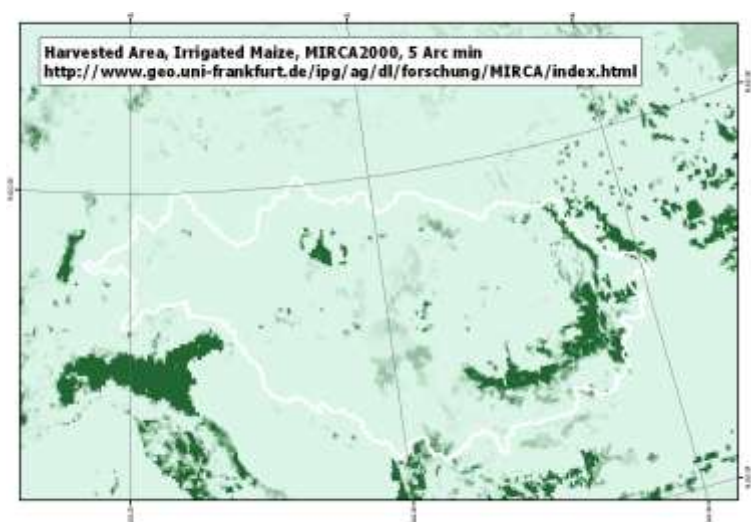 Harvested Area, Irrigated Maize, MIRCA2000, 5 Arc min
http://www.geo.uni-frankfurt.de/ipg/ag/dl/forschung/MIRCA/index.html